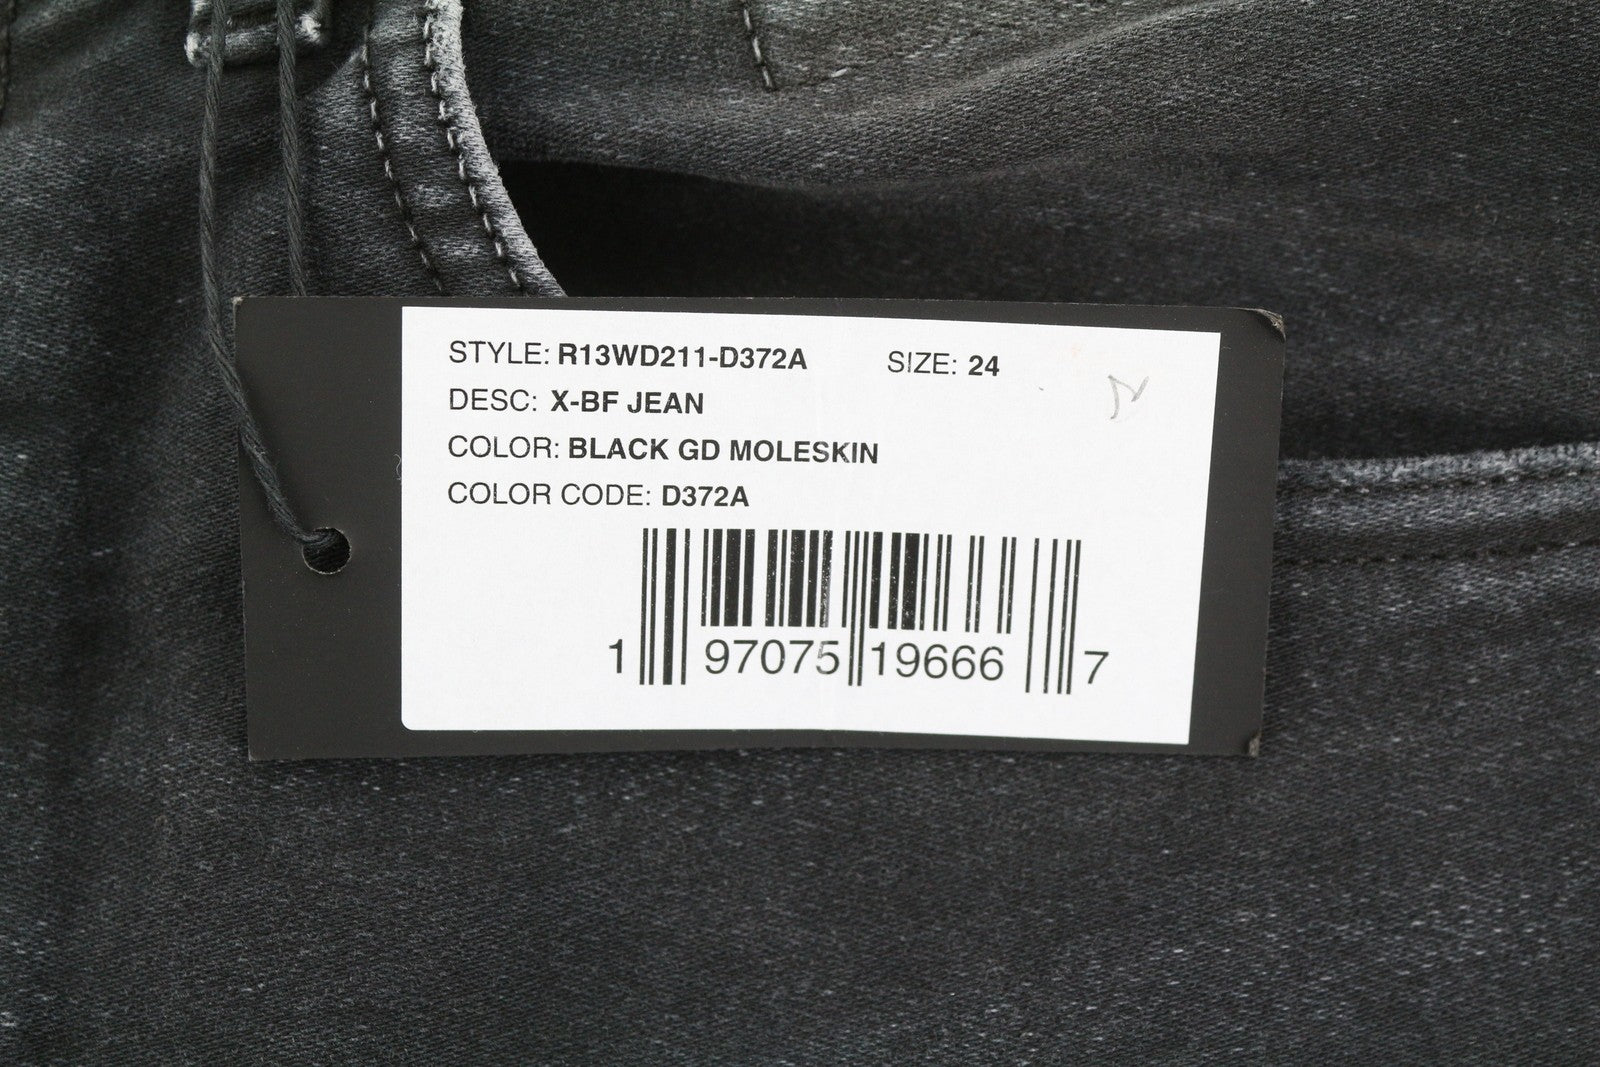 STYLE: R13WD211-D372A SIZE: 24
DESC: X-BF JEAN
COLOR: BLACK GD MOLESKIN
COLOR CODE: D372A
1 97075 19666 7